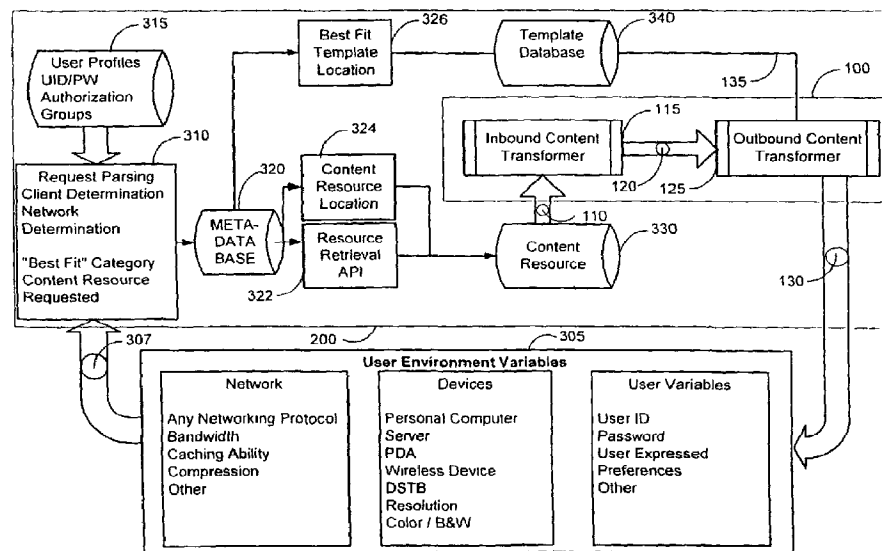 315
User Profiles
UID/PW
Authorization
Groups
Best Fit
Template
Location
326
Template
Database
340
135
100
310
324
115
Request Parsing
Client Determination
Network
Determination
"Best Fit" Category
Content Resource
Requested
320
META-
DATA
BASE
Content
Resource
Location
Resource
Retrieval
API
322
Inbound Content
Transformer
120
Outbound Content
Transformer
125
110
Content
Resource
330
130
307
200
305
User Environment Variables
Network
Any Networking Protocol
Bandwidth
Caching Ability
Compression
Other
Devices
Personal Computer
Server
PDA
Wireless Device
DSTB
Resolution
Color / B&W
User Variables
User ID
Password
User Expressed
Preferences
Other